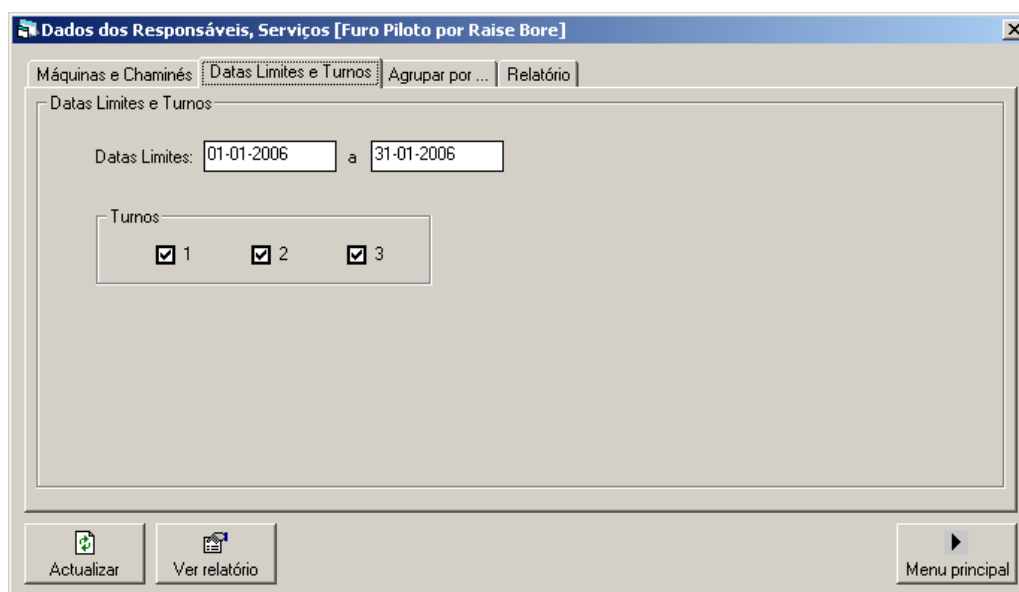 Dados dos Responsáveis, Serviços [Furo Piloto por Raise Bore]
Máquinas e Chaminés Datas Limites e Turnos Agrupar por ... Relatório
Datas Limites e Turnos
Datas Limites: 01-01-2006 a 31-01-2006
Turnos
1 2 3
Actualizar Ver relatório Menu principal